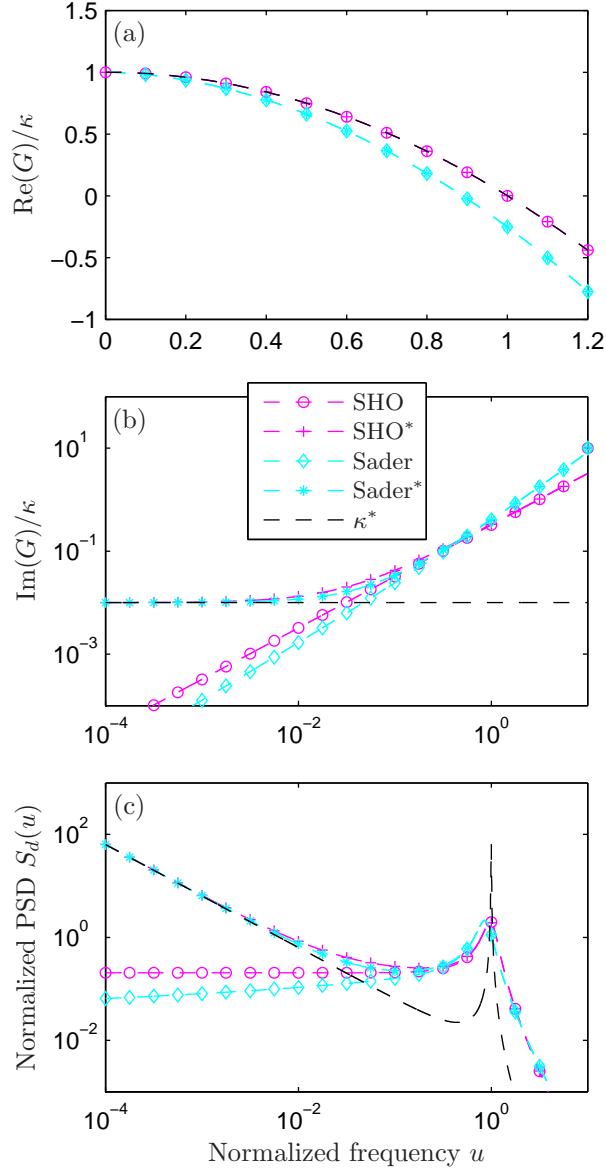 (a)
1.5
1
0.5
0
−0.5
−1
Re(G)/κ
0 0.2 0.4 0.6 0.8 1 1.2
(b)
SHO
SHO*
Sader
Sader*
κ*
10¹
10⁻¹
10⁻³
Im(G)/κ
10⁻⁴ 10⁻² 10⁰
(c)
10²
10⁰
10⁻²
Normalized PSD S_d(u)
10⁻⁴ 10⁻² 10⁰
Normalized frequency u